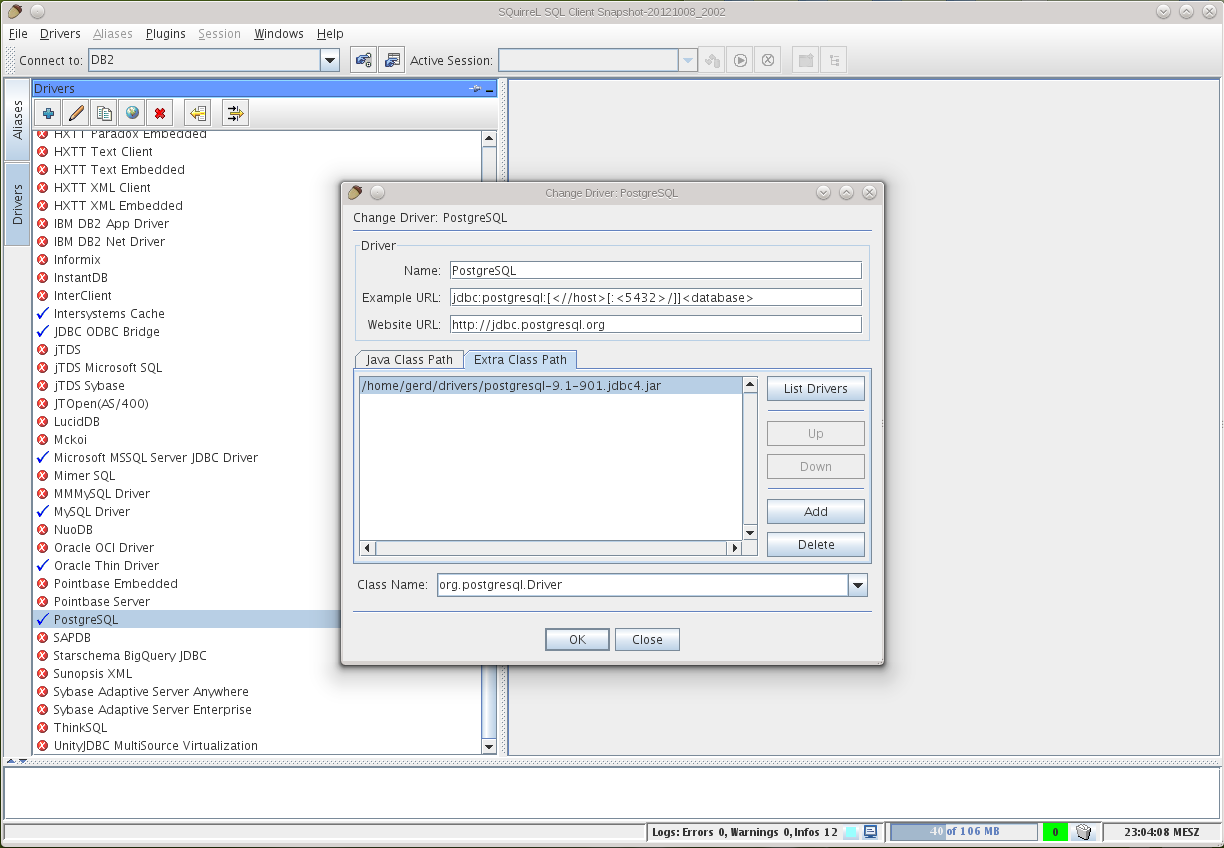 SQuirreL SQL Client Snapshot-20121008_2002
File Drivers Aliases Plugins Session Windows Help
Connect to: DB2 Active Session:
Aliases
Drivers
Drivers
HXTT Paradox Embedded
HXTT Text Client
HXTT Text Embedded
HXTT XML Client
HXTT XML Embedded
IBM DB2 App Driver
IBM DB2 Net Driver
Informix
InstantDB
InterClient
Intersystems Cache
JDBC ODBC Bridge
jTDS
jTDS Microsoft SQL
jTDS Sybase
JTOpen(AS/400)
LucidDB
Mckoi
Microsoft MSSQL Server JDBC Driver
Mimer SQL
MMMySQL Driver
MySQL Driver
NuoDB
Oracle OCI Driver
Oracle Thin Driver
Pointbase Embedded
Pointbase Server
PostgreSQL
SAPDB
Starschema BigQuery JDBC
Sunopsis XML
Sybase Adaptive Server Anywhere
Sybase Adaptive Server Enterprise
ThinkSQL
UnityJDBC MultiSource Virtualization
Change Driver: PostgreSQL
Change Driver: PostgreSQL
Driver
Name: PostgreSQL
Example URL: jdbc:postgresql:[<//host>[:<5432>/]]<database>
Website URL: http://jdbc.postgresql.org
Java Class Path Extra Class Path
/home/gerd/drivers/postgresql-9.1-901.jdbc4.jar
List Drivers
Up
Down
Add
Delete
Class Name: org.postgresql.Driver
OK Close
Logs: Errors 0, Warnings 0, Infos 12 40 of 106 MB 0 23:04:08 MESZ